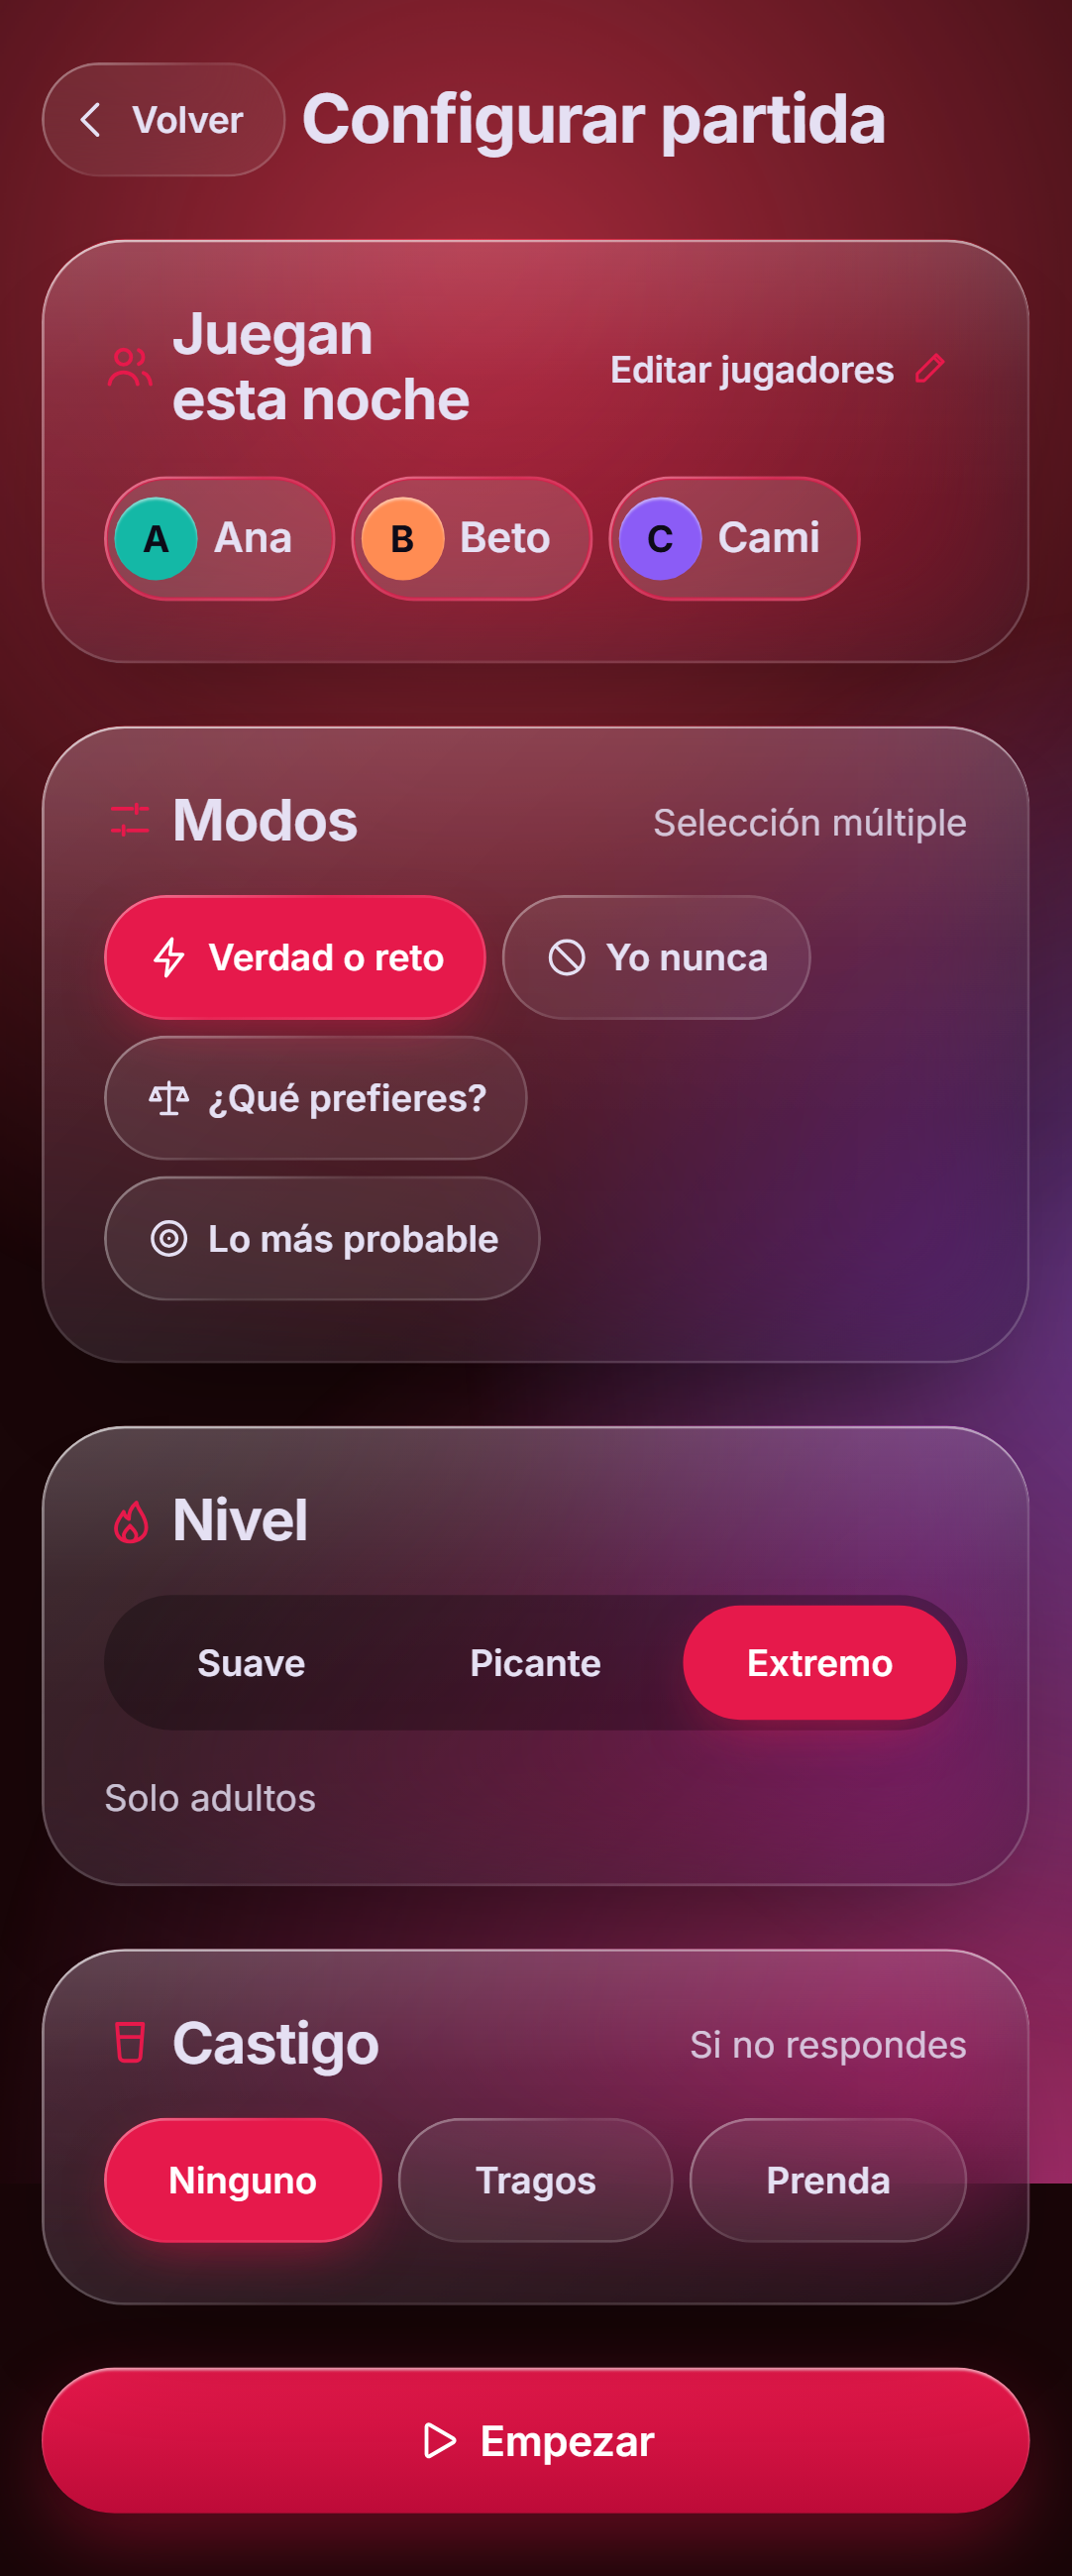 Volver
Configurar partida
Juegan
esta noche
Editar jugadores
A Ana
B Beto
C Cami
Modos
Selección múltiple
Verdad o reto
Yo nunca
¿Qué prefieres?
Lo más probable
Nivel
Suave
Picante
Extremo
Solo adultos
Castigo
Si no respondes
Ninguno
Tragos
Prenda
Empezar